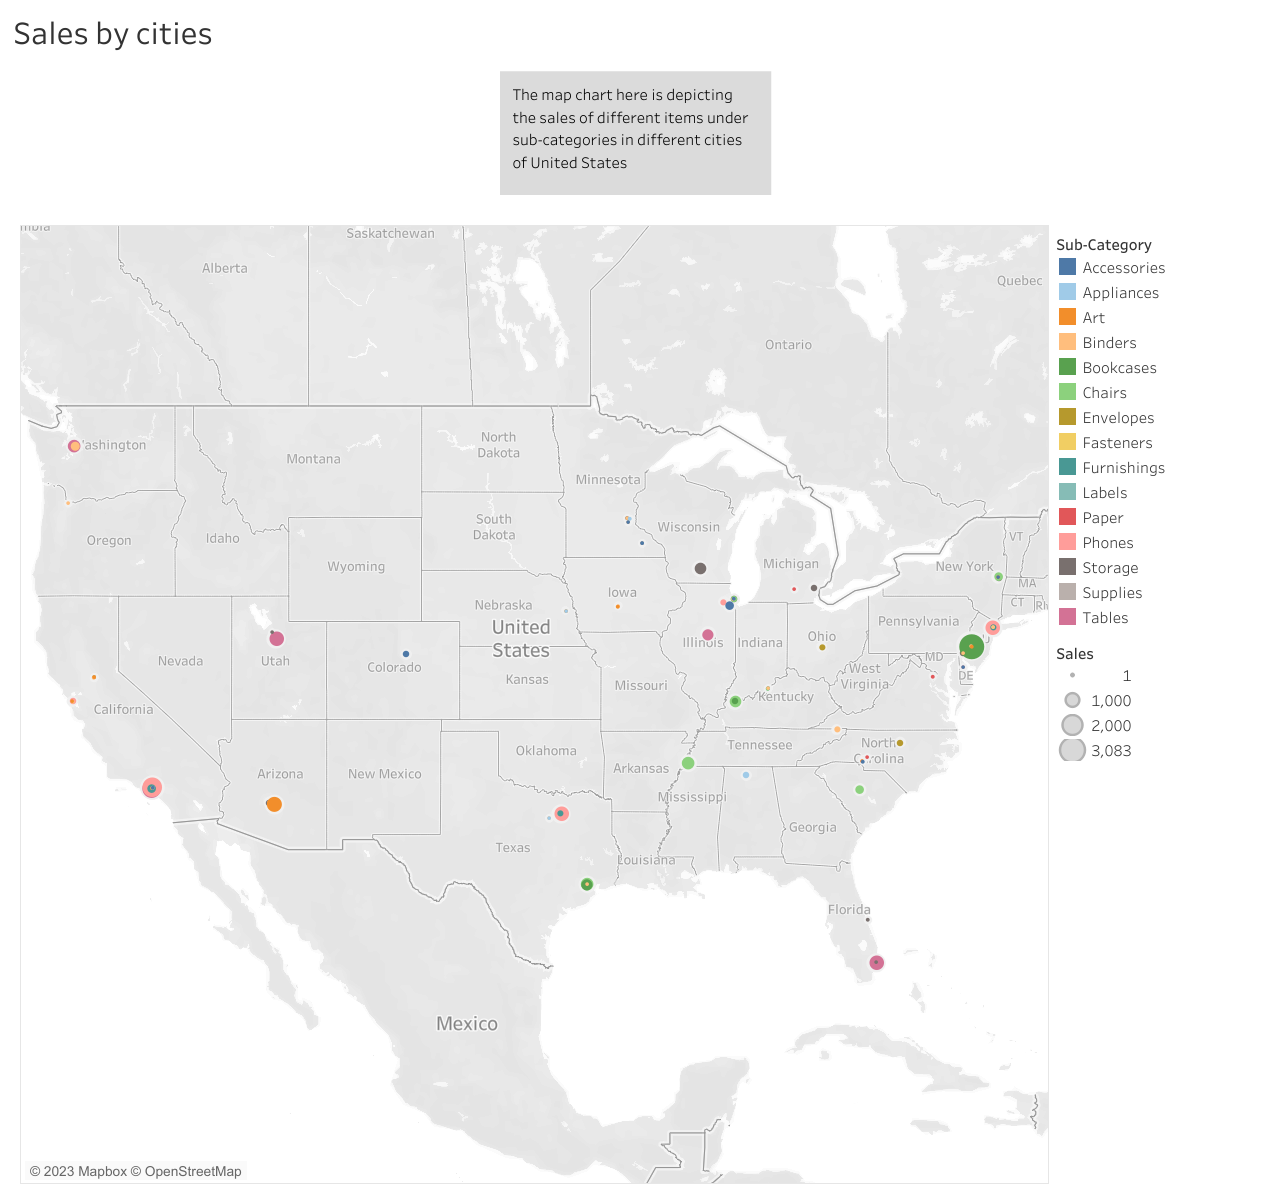 Sales by cities
The map chart here is depicting
the sales of different items under
sub-categories in different cities
of United States
mbia
Saskatchewan
Alberta
Quebec
Ontario
Washington
North
Dakota
Montana
Minnesota
South
Dakota
Wisconsin
Oregon
Idaho
VT
Wyoming
Michigan
New York
MA
Iowa
Nebraska
CT
Pennsylvania
United
States
Illinois
Indiana
Ohio
Nevada
Utah
Colorado
MD
West
Virginia
DE
Kansas
Missouri
Kentucky
California
Oklahoma
Tennessee
North
Carolina
Arizona
New Mexico
Arkansas
Mississippi
Georgia
Texas
Louisiana
Florida
Mexico
© 2023 Mapbox © OpenStreetMap
Sub-Category
Accessories
Appliances
Art
Binders
Bookcases
Chairs
Envelopes
Fasteners
Furnishings
Labels
Paper
Phones
Storage
Supplies
Tables
Sales
1
1,000
2,000
3,083